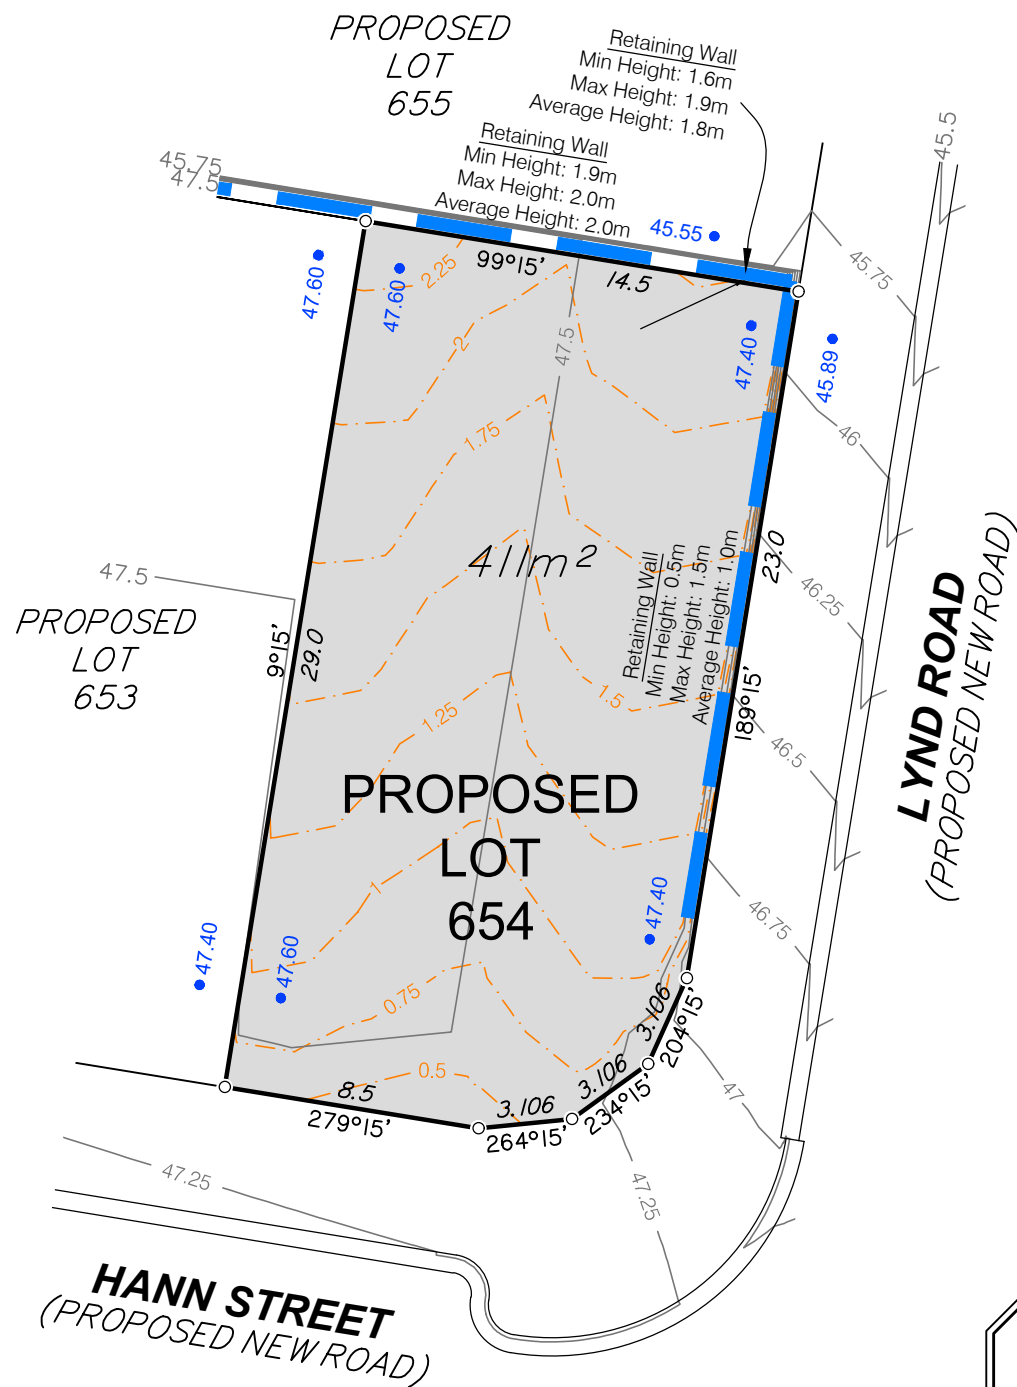 PROPOSED
LOT
655
Retaining Wall
Min Height: 1.6m
Max Height: 1.9m
Average Height: 1.8m
Retaining Wall
Min Height: 1.9m
Max Height: 2.0m
Average Height: 2.0m
45.5
45.75
47.5
45.55
45.75
47.60
47.60
2.25
99°15'
14.5
2
47.5
47.40
45.89
1.75
46
411m²
23.0
Retaining Wall
Min Height: 0.5m
Max Height: 1.5m
Average Height: 1.0m
47.5
46.25
PROPOSED
LOT
653
9°15'
29.0
1.5
1.25
189°15'
46.5
LYND ROAD
(PROPOSED NEW ROAD)
PROPOSED
LOT
654
1
47.40
46.75
47.40
47.60
0.75
3.106
204°15'
0.5
3.106
234°15'
47
8.5
279°15'
3.106
264°15'
47.25
47.25
HANN STREET
(PROPOSED NEW ROAD)